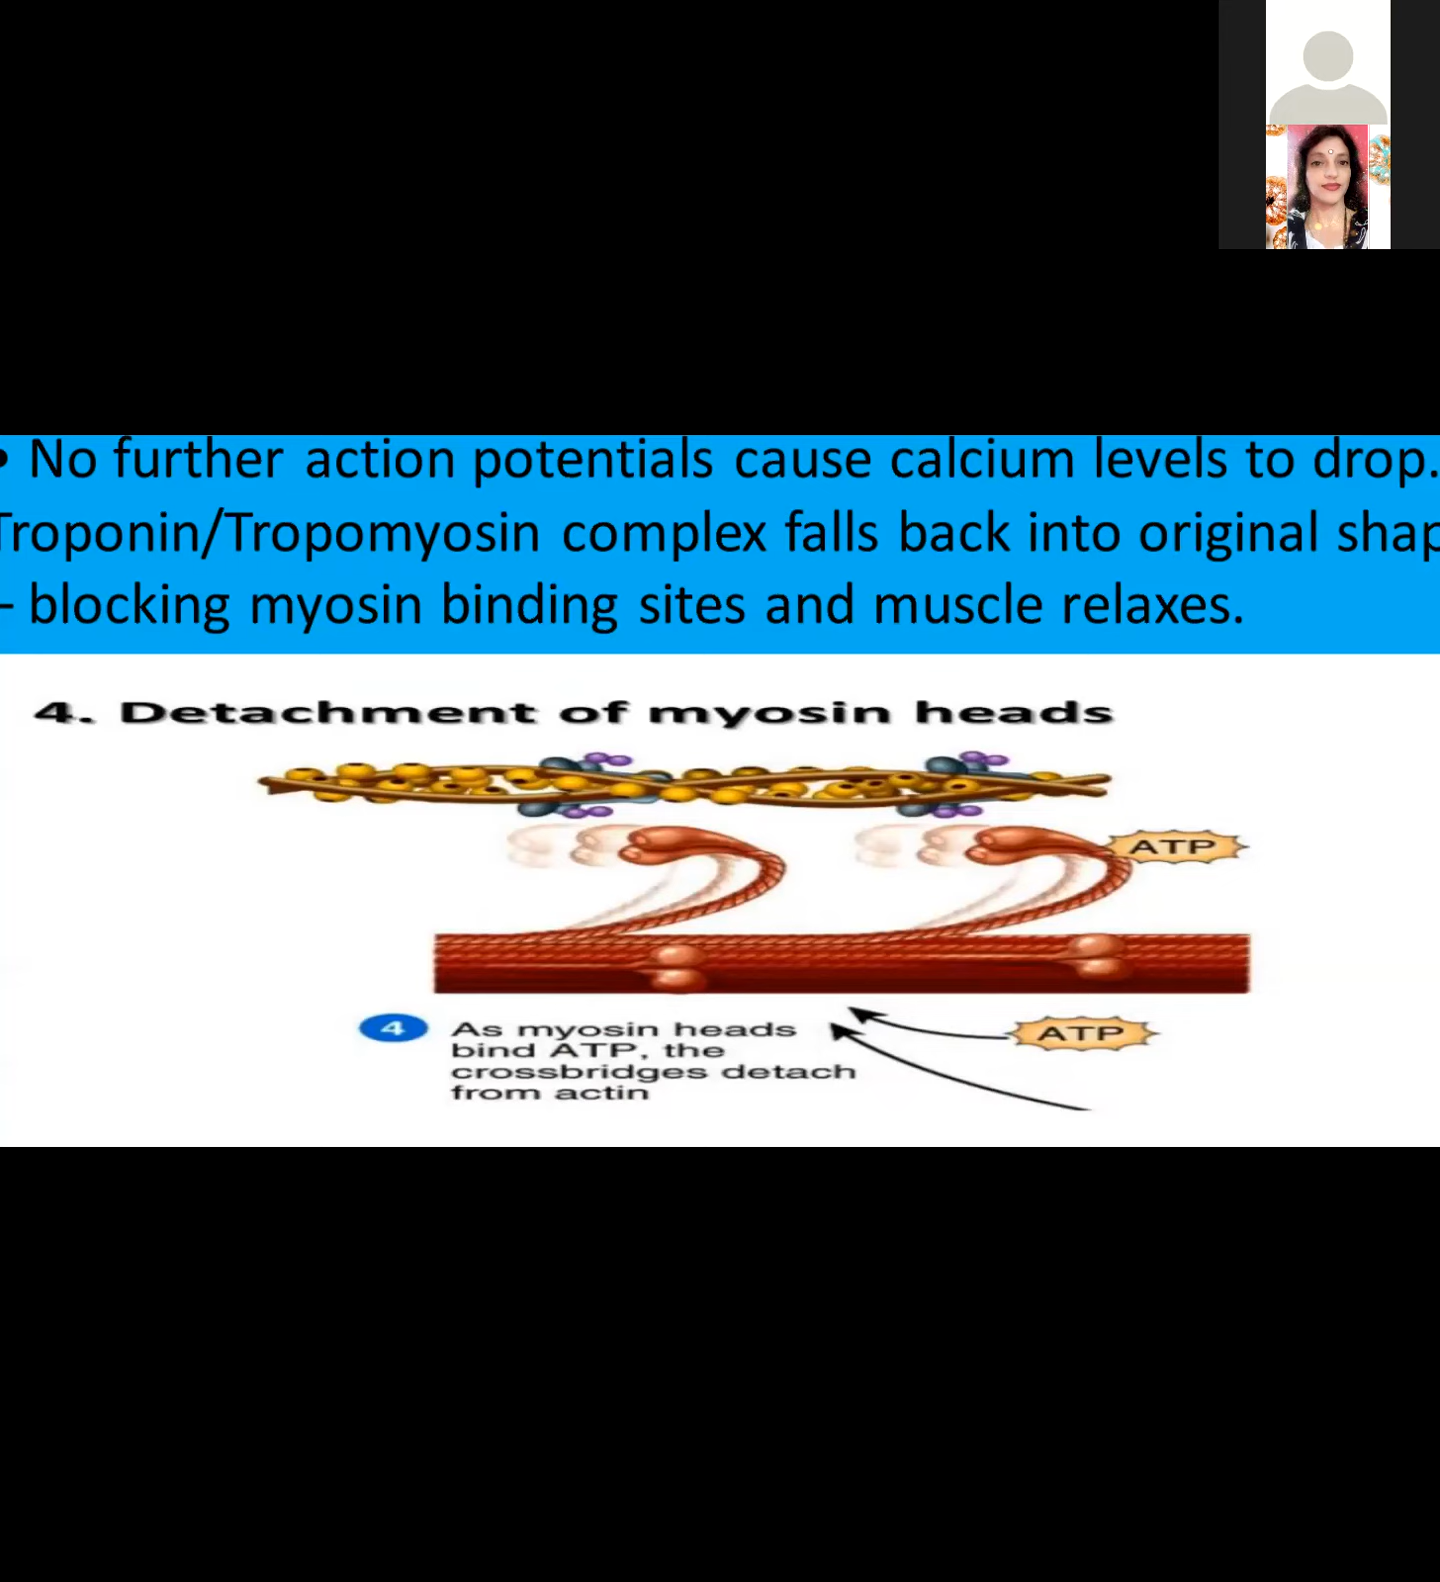 • No further action potentials cause calcium levels to drop.
Troponin/Tropomyosin complex falls back into original shap
- blocking myosin binding sites and muscle relaxes.
4. Detachment of myosin heads
ATP
4 As myosin heads
bind ATP, the
crossbridges detach
from actin
ATP